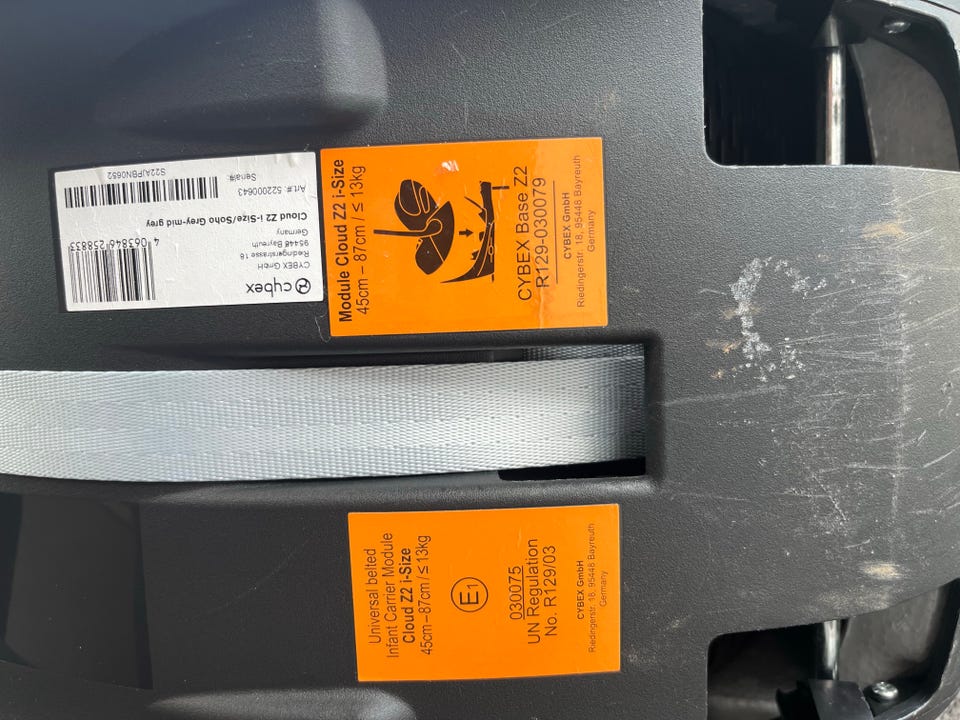 cybex
CYBEX GmbH
Riedingerstrasse 18
95448 Bayreuth
Germany
Cloud Z2 i-Size/Soho Grey-mid grey
4 063846 258833
Art.#: 522000643
Serial#:
S22A/PBN0652
Module Cloud Z2 i-Size
45cm – 87cm / ≤ 13kg
CYBEX Base Z2
R129-030079
CYBEX GmbH
Riedingerstr. 18, 95448 Bayreuth
Germany
Universal belted
Infant Carrier Module
Cloud Z2 i-Size
45cm – 87cm / ≤ 13kg
E1
030075
UN Regulation
No. R129/03
CYBEX GmbH
Riedingerstr. 18, 95448 Bayreuth
Germany